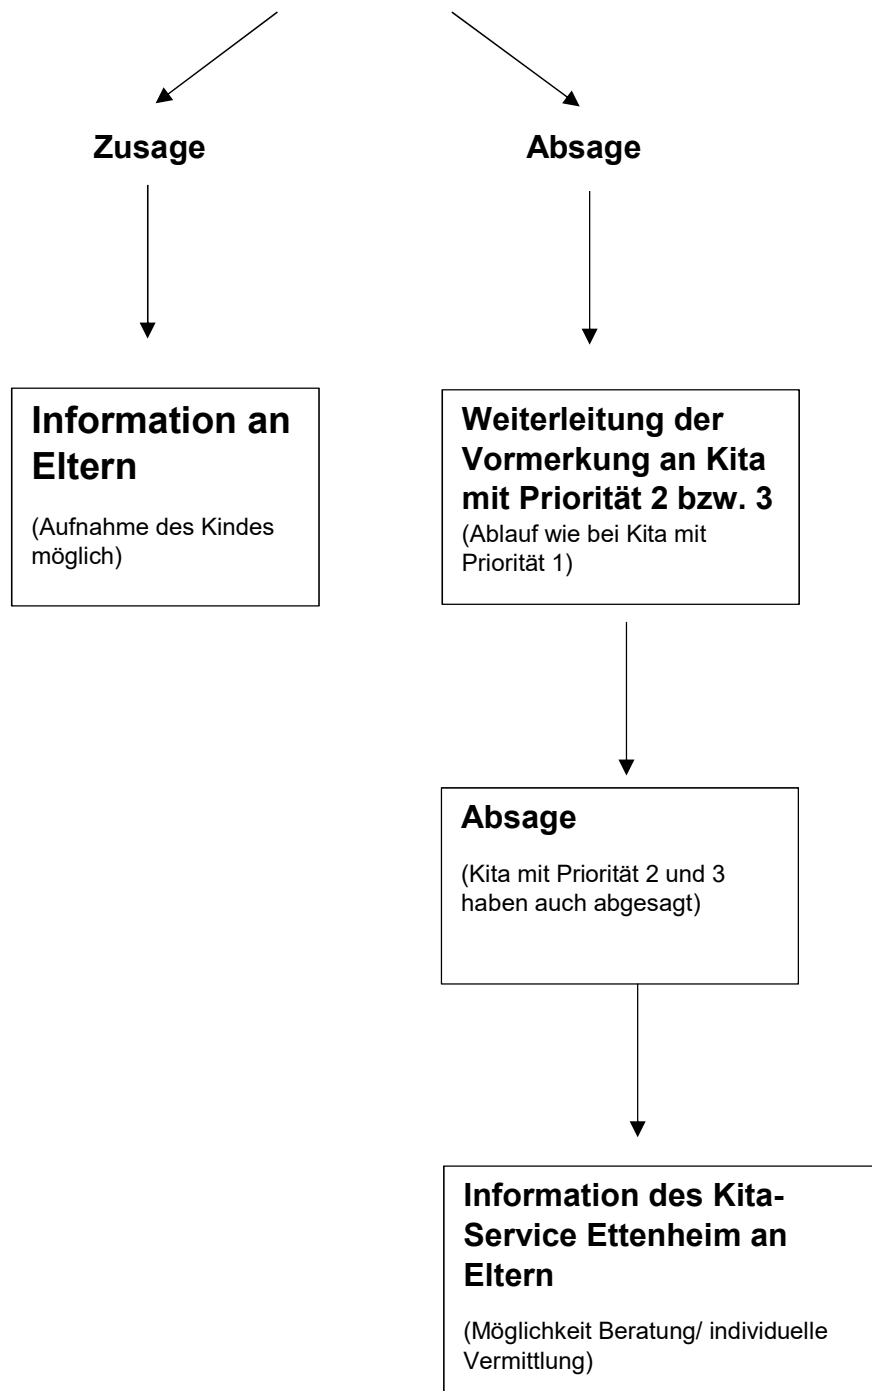 Zusage
Absage
Information an
Eltern
(Aufnahme des Kindes
möglich)
Weiterleitung der
Vormerkung an Kita
mit Priorität 2 bzw. 3
(Ablauf wie bei Kita mit
Priorität 1)
Absage
(Kita mit Priorität 2 und 3
haben auch abgesagt)
Information des Kita-
Service Ettenheim an
Eltern
(Möglichkeit Beratung/ individuelle
Vermittlung)